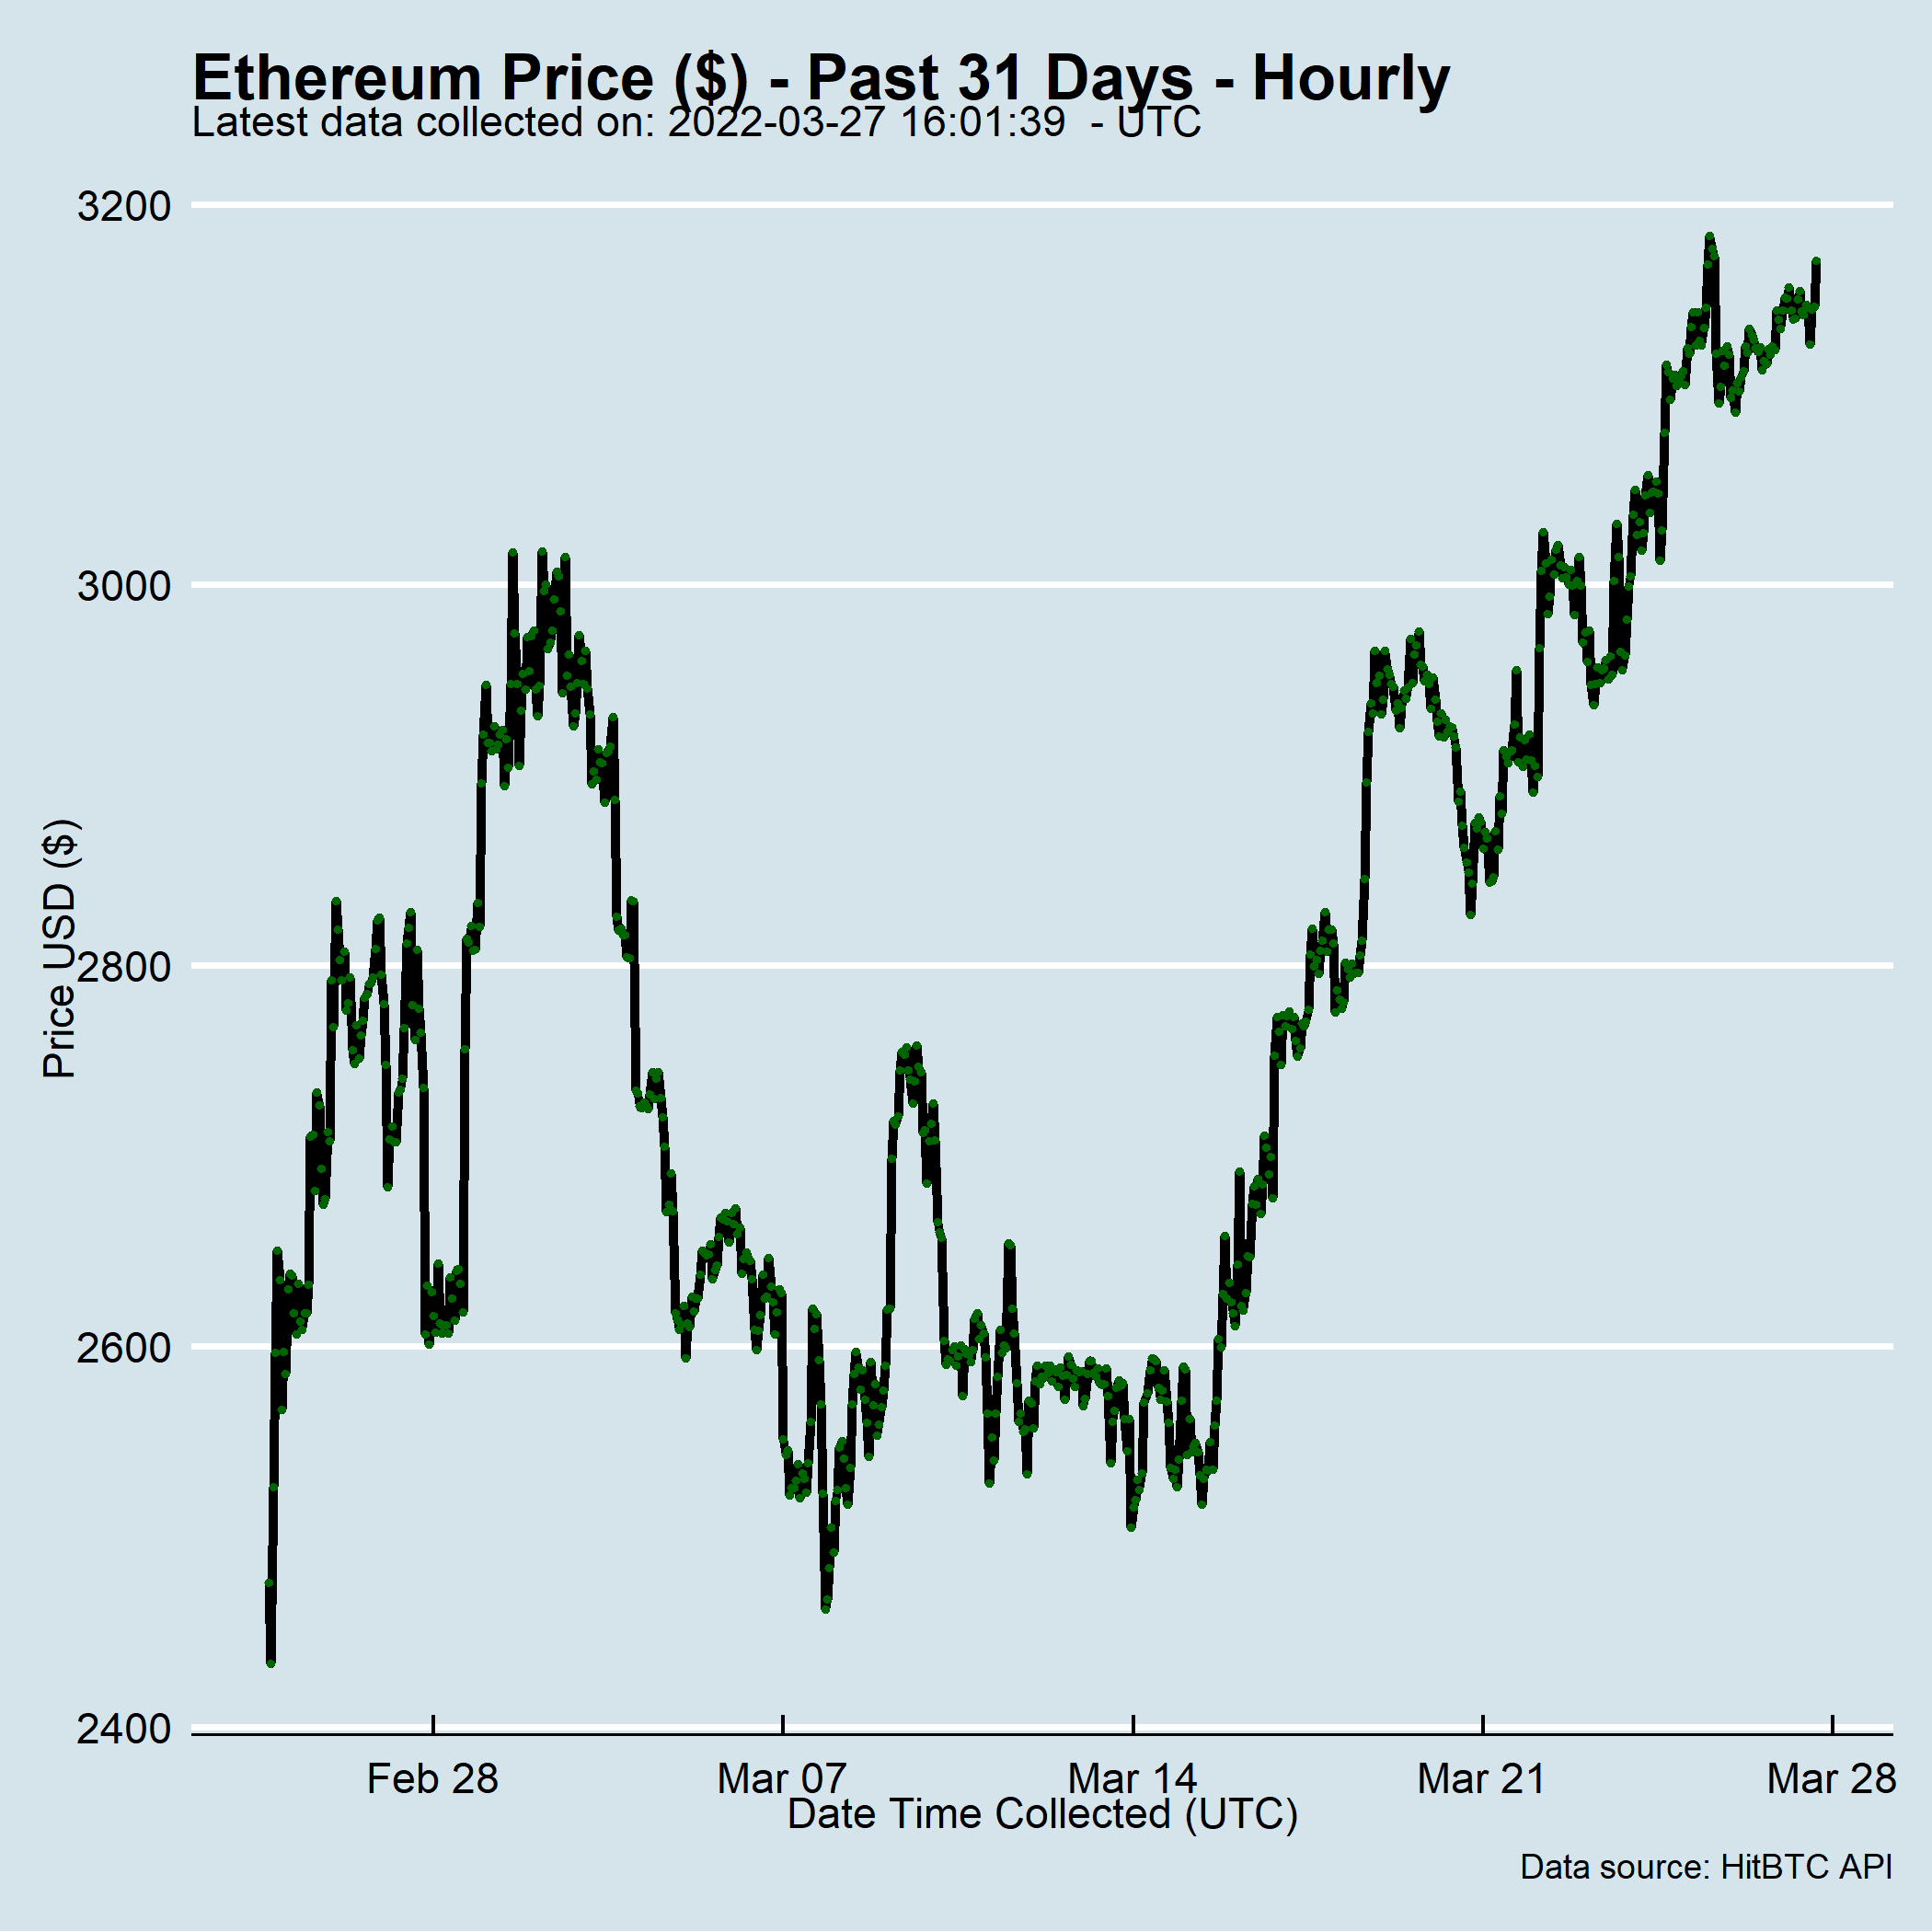 Ethereum Price ($) - Past 31 Days - Hourly
Latest data collected on: 2022-03-27 16:01:39  - UTC
3200
3000
2800
2600
2400
Price USD ($)
Feb 28 Mar 07 Mar 14 Mar 21 Mar 28
Date Time Collected (UTC)
Data source: HitBTC API